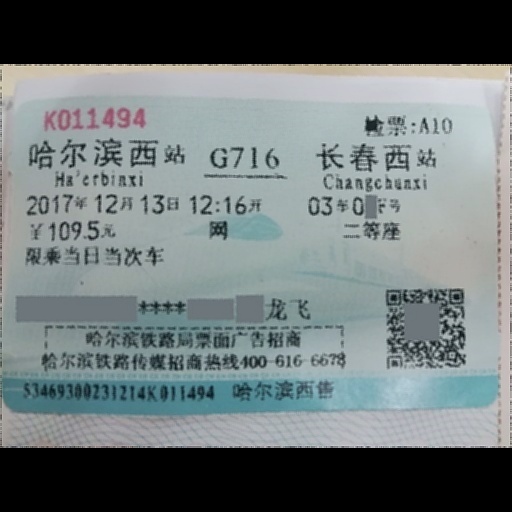 K011494
检票:A10
哈尔滨西站 G716 长春西站
Ha'erbinxi Changchunxi
2017年12月13日 12:16开 03车0 F号
￥109.5元 网 二等座
限乘当日当次车
**** 龙飞
哈尔滨铁路局票面广告招商
哈尔滨铁路传媒招商热线400-616-6678
53469300231214K011494 哈尔滨西售